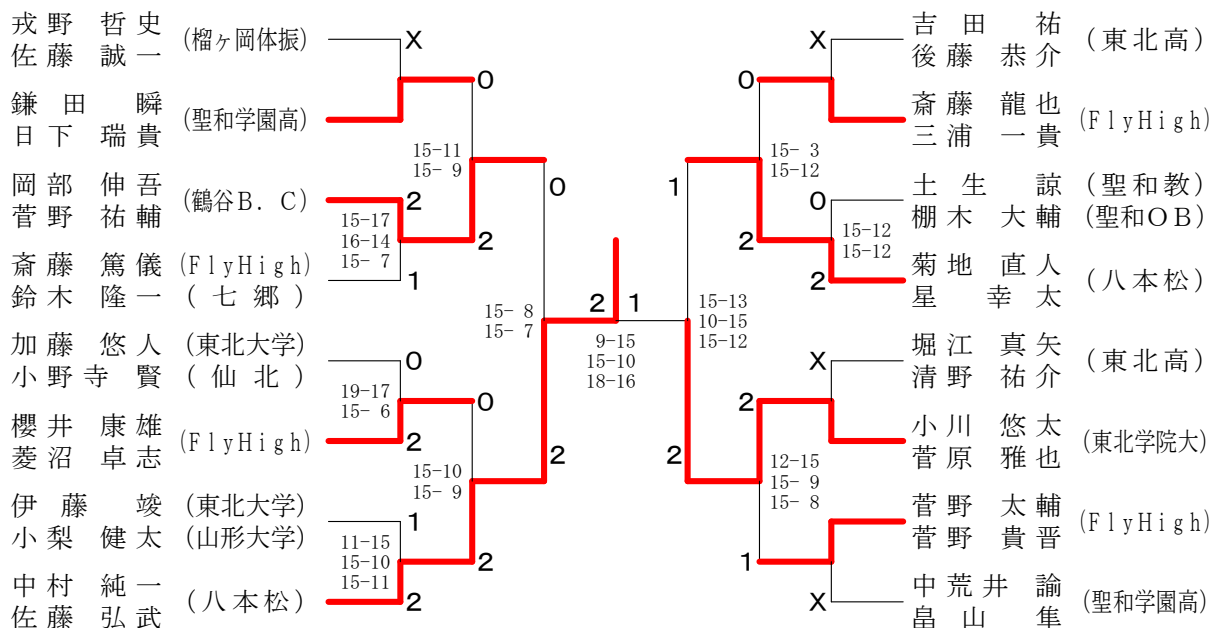 戎野 哲史
佐藤 誠一
(榴ヶ岡体振)
X
0
鎌田 瞬
日下 瑞貴
(聖和学園高)
15-11
15- 9
0
岡部 伸吾
菅野 祐輔
(鶴谷B．C)
2
15-17
16-14
15- 7
2
斎藤 篤儀 (FlyHigh)
鈴木 隆一 (七郷)
1
15- 8
15- 7
加藤 悠人 (東北大学)
小野寺 賢 (仙北)
0
19-17
15- 6
0
櫻井 康雄
菱沼 卓志
(FlyHigh)
2
15-10
15- 9
2
伊藤 竣 (東北大学)
小梨 健太 (山形大学)
1
11-15
15-10
15-11
2
中村 純一
佐藤 弘武
(八本松)
2
2 1
9-15
15-10
18-16
X
吉田 祐
後藤 恭介
(東北高)
0
斎藤 龍也
三浦 一貴
(FlyHigh)
15- 3
15-12
1
0
土生 諒 (聖和教)
棚木 大輔 (聖和OB)
15-12
15-12
2
2
菊地 直人
星 幸太
(八本松)
15-13
10-15
15-12
X
堀江 真矢
清野 祐介
(東北高)
2
小川 悠太
菅原 雅也
(東北学院大)
2
12-15
15- 9
15- 8
菅野 太輔
菅野 貴晋
(FlyHigh)
1
X
中荒井 諭
畠山 隼
(聖和学園高)